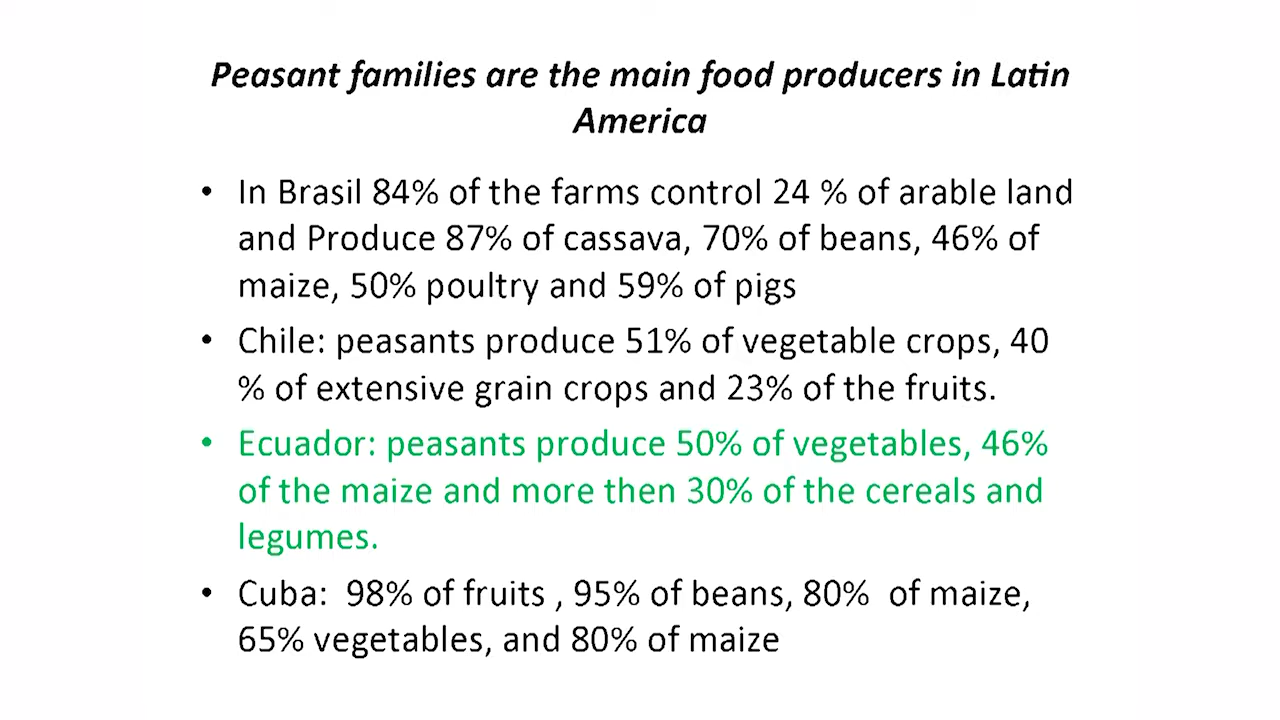 Peasant families are the main food producers in Latin
America
• In Brasil 84% of the farms control 24 % of arable land
and Produce 87% of cassava, 70% of beans, 46% of
maize, 50% poultry and 59% of pigs
• Chile: peasants produce 51% of vegetable crops, 40
% of extensive grain crops and 23% of the fruits.
• Ecuador: peasants produce 50% of vegetables, 46%
of the maize and more then 30% of the cereals and
legumes.
• Cuba:  98% of fruits , 95% of beans, 80%  of maize,
65% vegetables, and 80% of maize